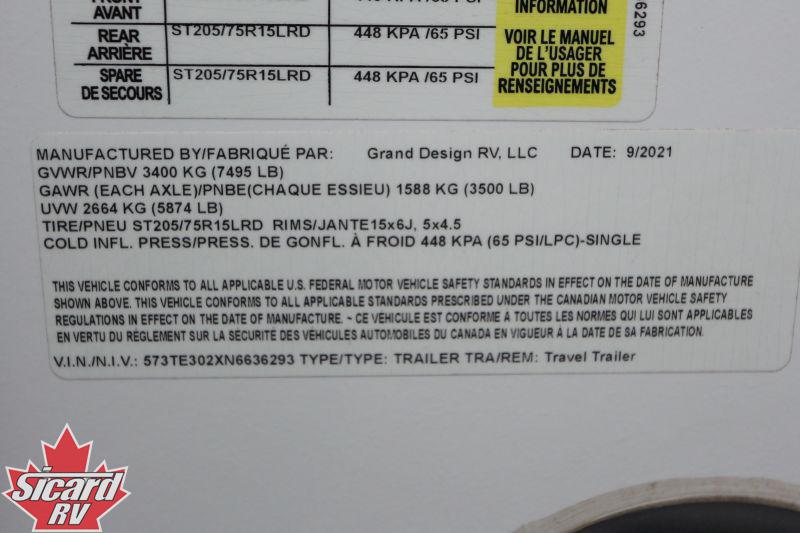 AVANT
INFORMATION
6293
REAR
ARRIÈRE
ST205/75R15LRD
448 KPA /65 PSI
SPARE
DE SECOURS
ST205/75R15LRD
448 KPA /65 PSI
VOIR LE MANUEL
DE L'USAGER
POUR PLUS DE
RENSEIGNEMENTS
MANUFACTURED BY/FABRIQUÉ PAR: Grand Design RV, LLC DATE: 9/2021
GVWR/PNBV 3400 KG (7495 LB)
GAWR (EACH AXLE)/PNBE(CHAQUE ESSIEU) 1588 KG (3500 LB)
UVW 2664 KG (5874 LB)
TIRE/PNEU ST205/75R15LRD RIMS/JANTE15x6J, 5x4.5
COLD INFL. PRESS/PRESS. DE GONFL. À FROID 448 KPA (65 PSI/LPC)-SINGLE
THIS VEHICLE CONFORMS TO ALL APPLICABLE U.S. FEDERAL MOTOR VEHICLE SAFETY STANDARDS IN EFFECT ON THE DATE OF MANUFACTURE
SHOWN ABOVE. THIS VEHICLE CONFORMS TO ALL APPLICABLE STANDARDS PRESCRIBED UNDER THE CANADIAN MOTOR VEHICLE SAFETY
REGULATIONS IN EFFECT ON THE DATE OF MANUFACTURE. - CE VÉHICULE EST CONFORME À TOUTES LES NORMES QUI LUI SONT APPLICABLES
EN VERTU DU RÈGLEMENT SUR LA SÉCURITÉ DES VÉHICULES AUTOMOBILES DU CANADA EN VIGUEUR À LA DATE DE SA FABRICATION.
V.I.N./N.I.V.: 573TE302XN6636293 TYPE/TYPE: TRAILER TRA/REM: Travel Trailer
Sicard
RV